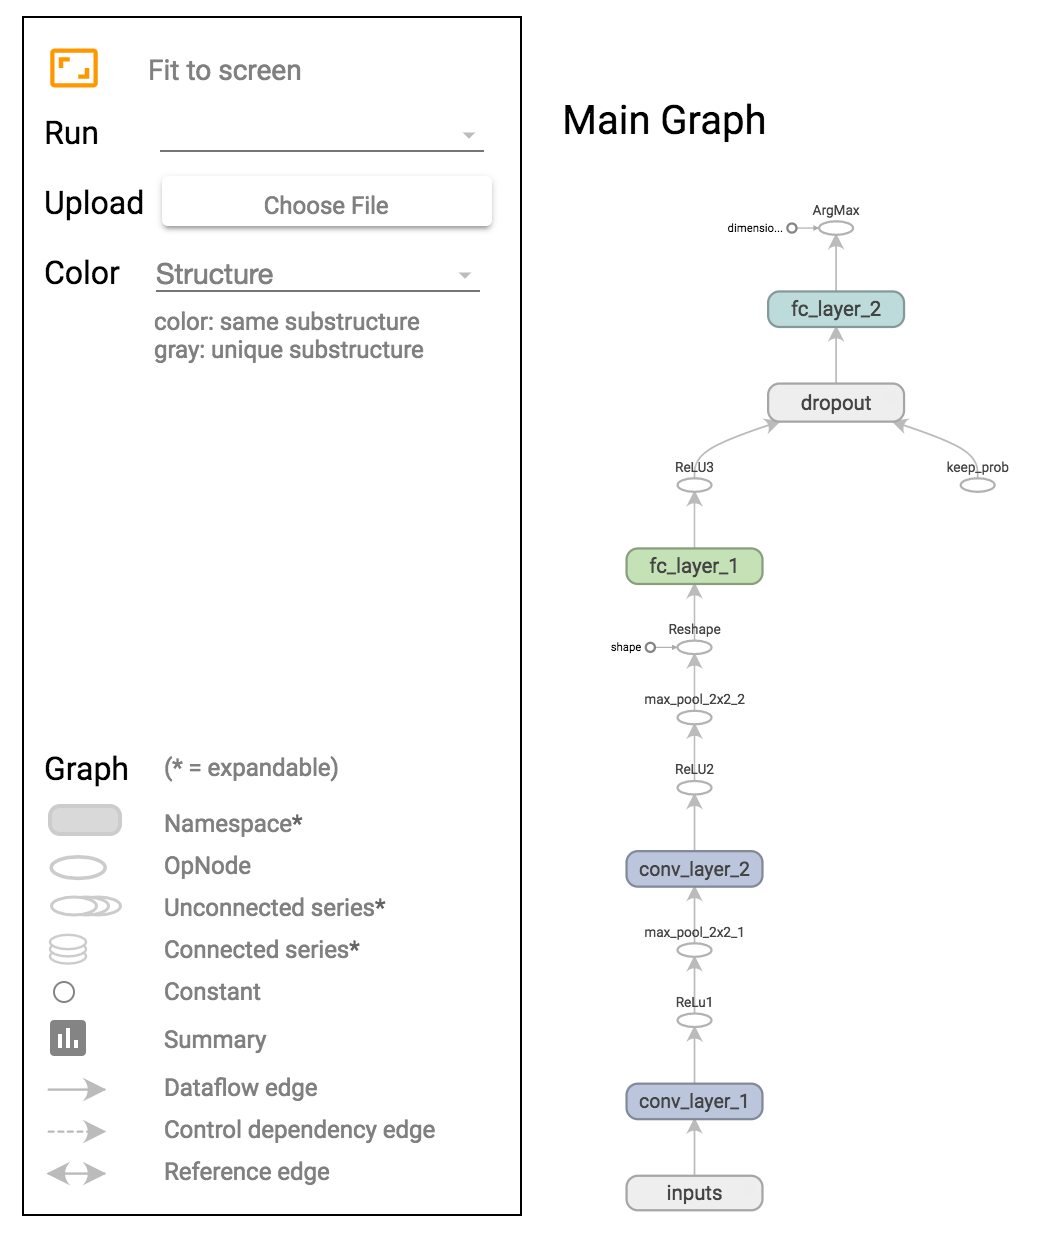 Fit to screen
Run
Upload Choose File
Color Structure
color: same substructure
gray: unique substructure
Graph (* = expandable)
Namespace*
OpNode
Unconnected series*
Connected series*
Constant
Summary
Dataflow edge
Control dependency edge
Reference edge
Main Graph
ArgMax
dimensio...
fc_layer_2
dropout
ReLU3
keep_prob
fc_layer_1
Reshape
shape
max_pool_2x2_2
ReLU2
conv_layer_2
max_pool_2x2_1
ReLu1
conv_layer_1
inputs